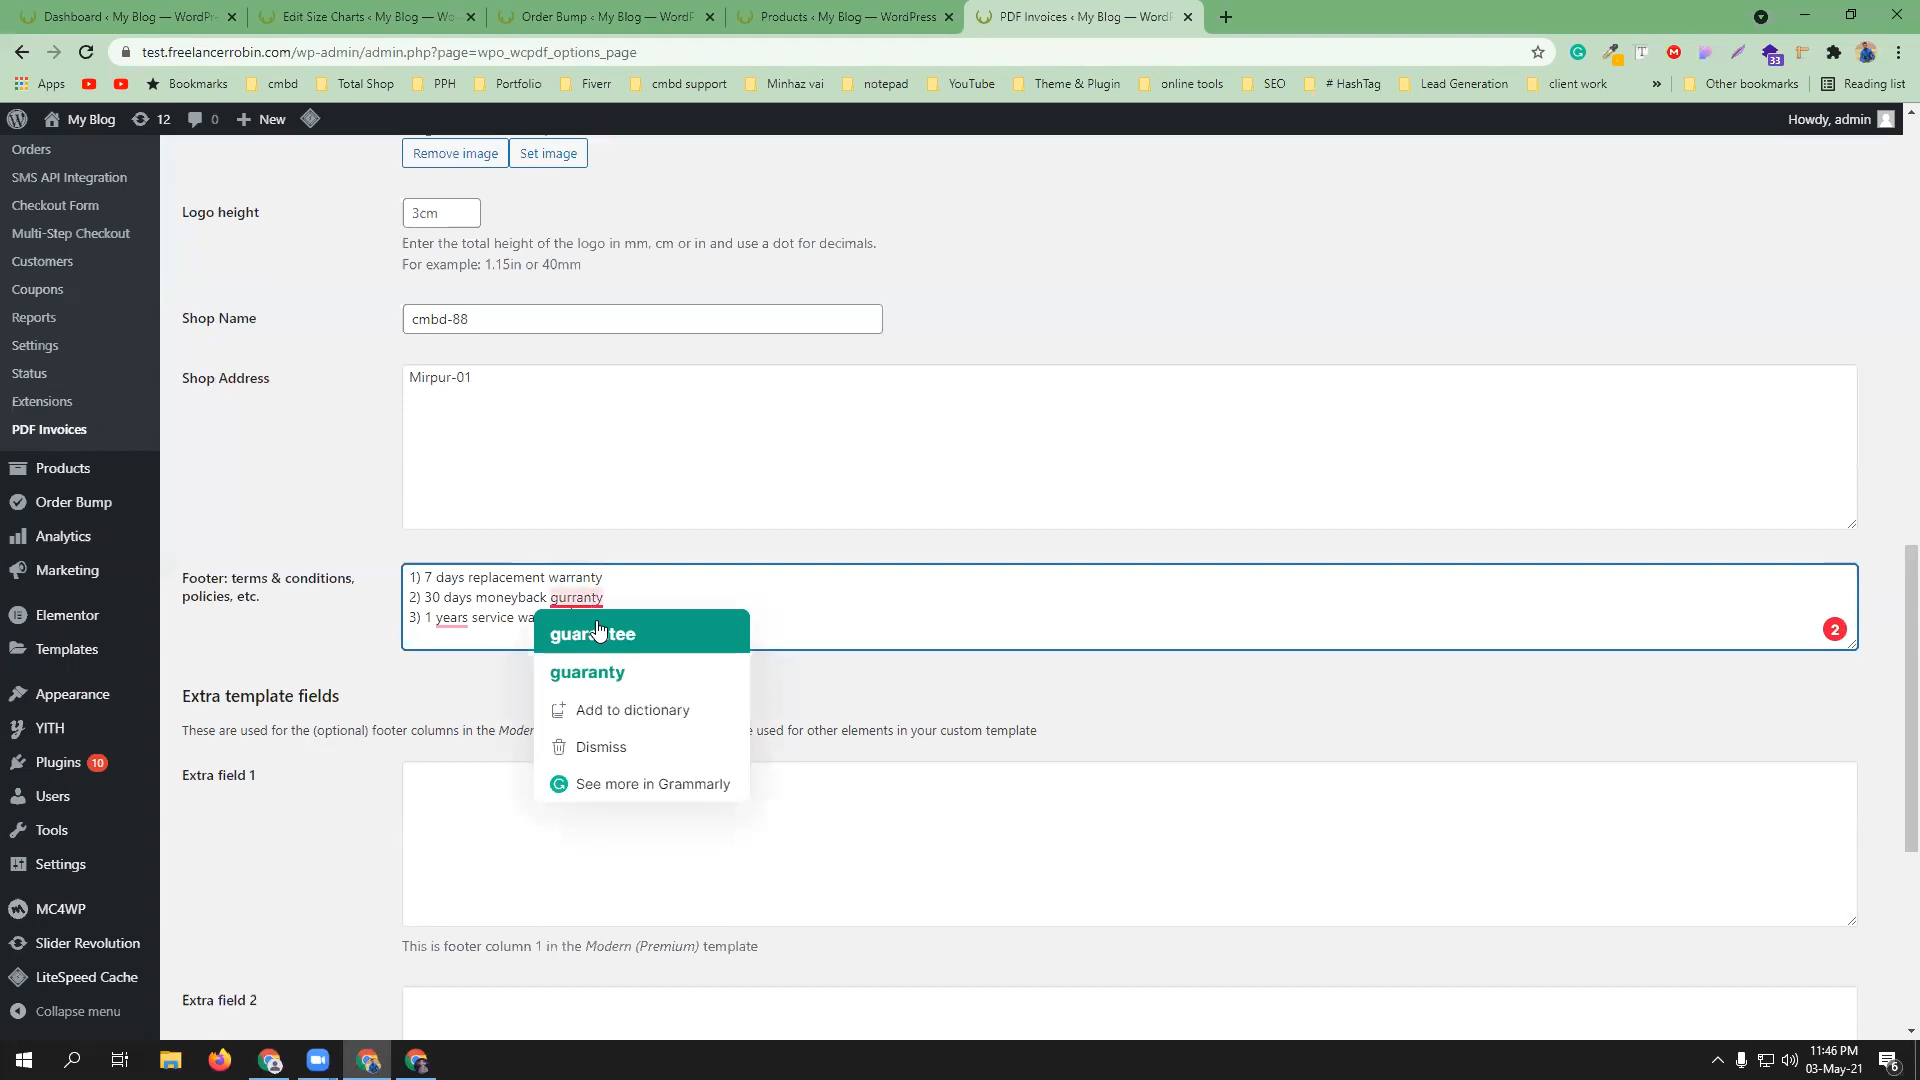 Dashboard ‹ My Blog — WordPr
Edit Size Charts ‹ My Blog — Wo
Order Bump ‹ My Blog — WordP
Products ‹ My Blog — WordPress
PDF Invoices ‹ My Blog — WordP
test.freelancerrobin.com/wp-admin/admin.php?page=wpo_wcpdf_options_page
33
Apps
Bookmarks
cmbd
Total Shop
PPH
Portfolio
Fiverr
cmbd support
Minhaz vai
notepad
YouTube
Theme & Plugin
online tools
SEO
# HashTag
Lead Generation
client work
»
Other bookmarks
Reading list
My Blog
12
0
New
Howdy, admin
Orders
SMS API Integration
Checkout Form
Multi-Step Checkout
Customers
Coupons
Reports
Settings
Status
Extensions
PDF Invoices
Products
Order Bump
Analytics
Marketing
Elementor
Templates
Appearance
YITH
Plugins 10
Users
Tools
Settings
MC4WP
Slider Revolution
LiteSpeed Cache
Collapse menu
Remove image
Set image
Logo height
3cm
Enter the total height of the logo in mm, cm or in and use a dot for decimals.
For example: 1.15in or 40mm
Shop Name
cmbd-88
Shop Address
Mirpur-01
Footer: terms & conditions,
policies, etc.
1) 7 days replacement warranty
2) 30 days moneyback gurranty
3) 1 years service wa
2
guarantee
guaranty
Add to dictionary
Dismiss
See more in Grammarly
Extra template fields
These are used for the (optional) footer columns in the Moder
e used for other elements in your custom template
Extra field 1
This is footer column 1 in the Modern (Premium) template
Extra field 2
11:46 PM
03-May-21
6